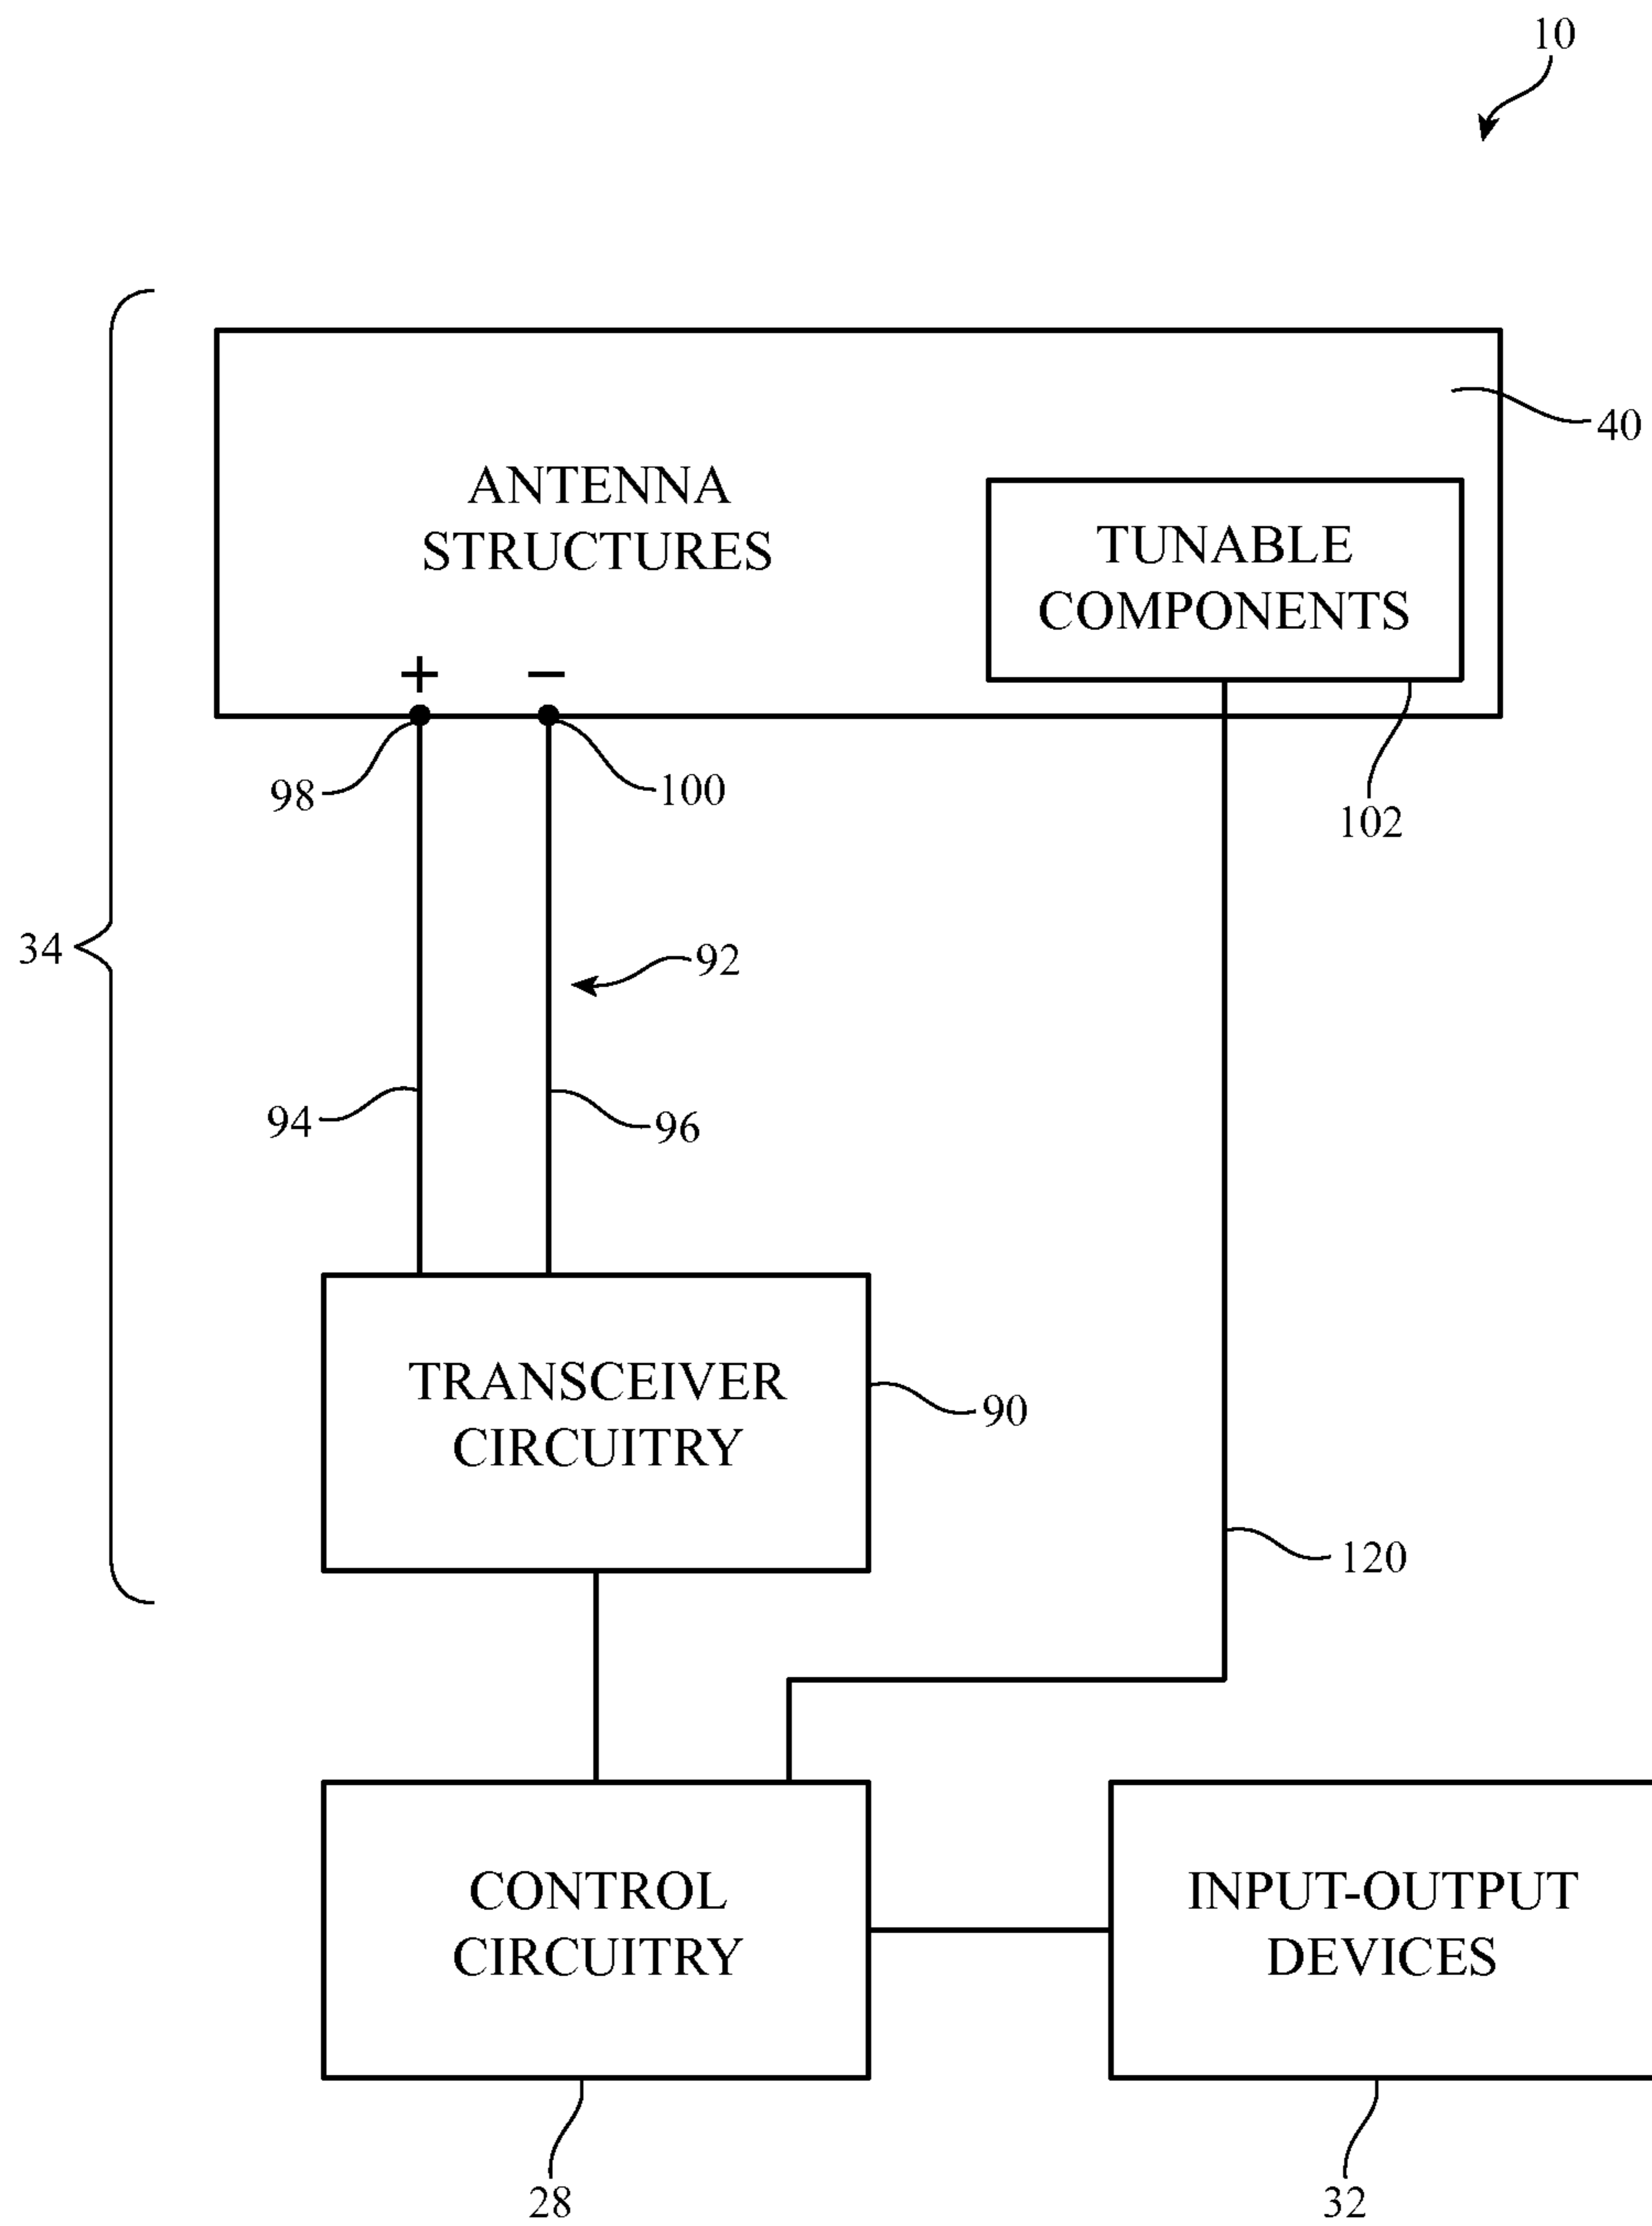 10
40
ANTENNA
STRUCTURES
TUNABLE
COMPONENTS
+ −
98
100
102
34
92
94
96
TRANSCEIVER
CIRCUITRY
90
120
CONTROL
CIRCUITRY
INPUT-OUTPUT
DEVICES
28
32